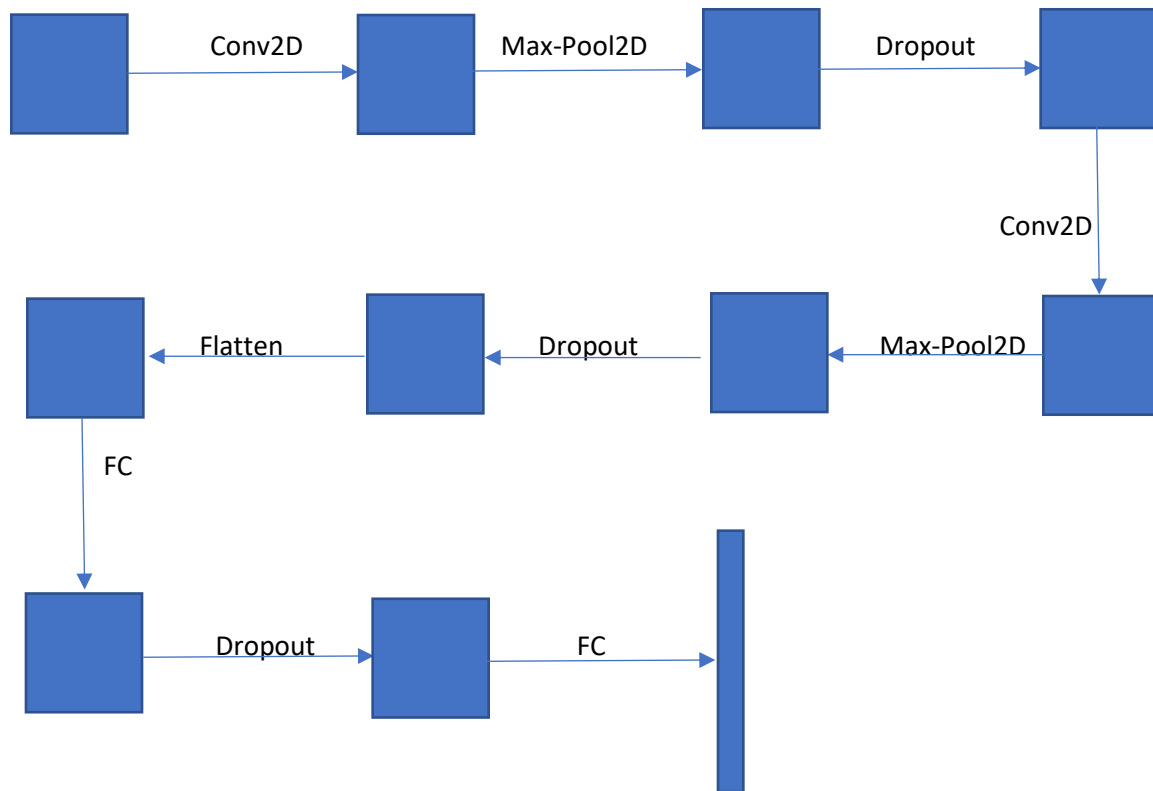 Conv2D
Max-Pool2D
Dropout
Conv2D
Max-Pool2D
Dropout
Flatten
FC
Dropout
FC